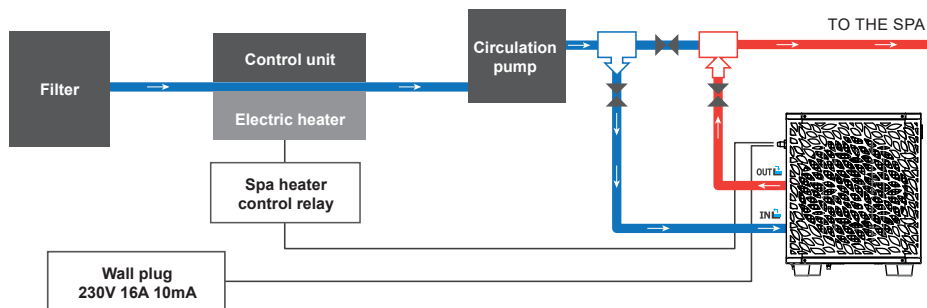 TO THE SPA
Circulation
pump
Control unit
Filter
Electric heater
OUT
Spa heater
control relay
IN
Wall plug
230V 16A 10mA